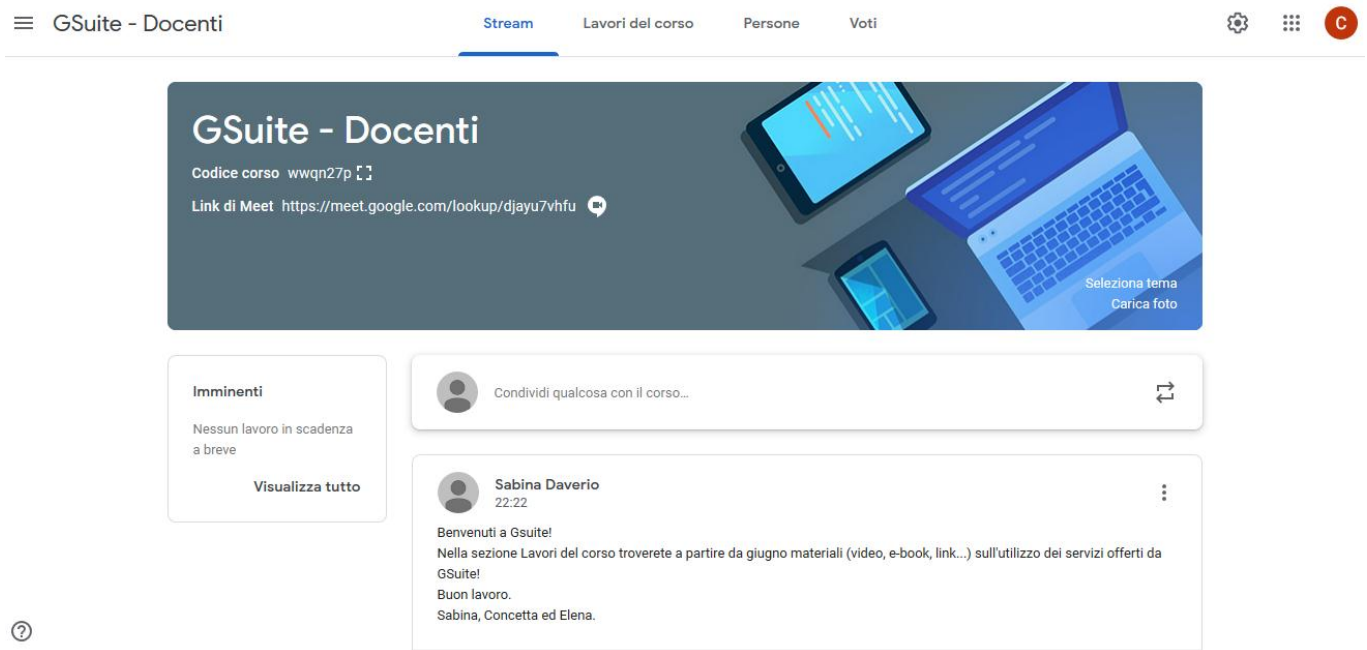 GSuite - Docenti
Stream
Lavori del corso
Persone
Voti
C
GSuite - Docenti
Codice corso wwqn27p
Link di Meet https://meet.google.com/lookup/djayu7vhfu
Seleziona tema
Carica foto
Imminenti
Nessun lavoro in scadenza
a breve
Visualizza tutto
Condividi qualcosa con il corso…
Sabina Daverio
22:22
Benvenuti a Gsuite!
Nella sezione Lavori del corso troverete a partire da giugno materiali (video, e-book, link...) sull'utilizzo dei servizi offerti da
GSuite!
Buon lavoro.
Sabina, Concetta ed Elena.